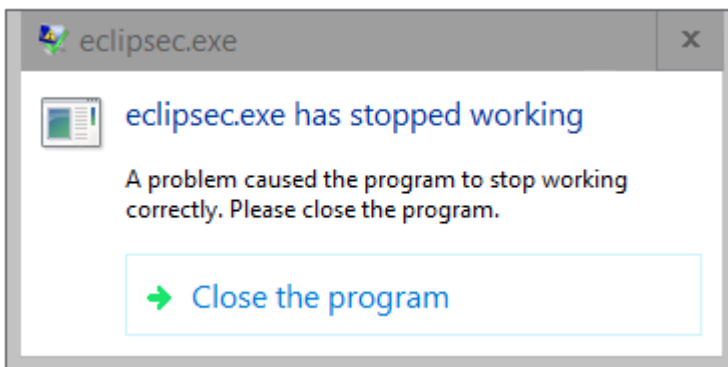 eclipsec.exe
eclipsec.exe has stopped working
A problem caused the program to stop working
correctly. Please close the program.
Close the program